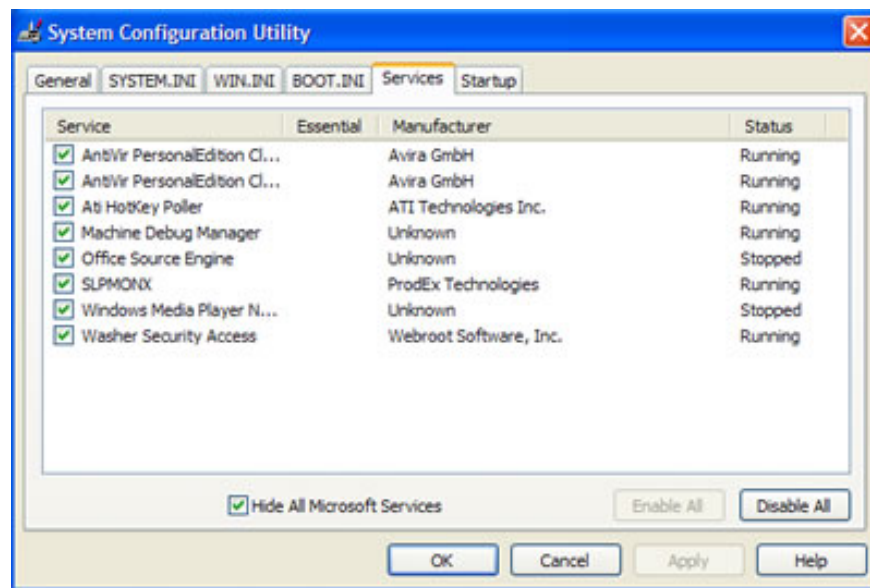 System Configuration Utility
General SYSTEM.INI WIN.INI BOOT.INI Services Startup
Service Essential Manufacturer Status
AntiVir PersonalEdition Cl... Avira GmbH Running
AntiVir PersonalEdition Cl... Avira GmbH Running
Ati HotKey Poller ATI Technologies Inc. Running
Machine Debug Manager Unknown Running
Office Source Engine Unknown Stopped
SLPMONX ProdEx Technologies Running
Windows Media Player N... Unknown Stopped
Washer Security Access Webroot Software, Inc. Running
Hide All Microsoft Services Enable All Disable All
OK Cancel Apply Help